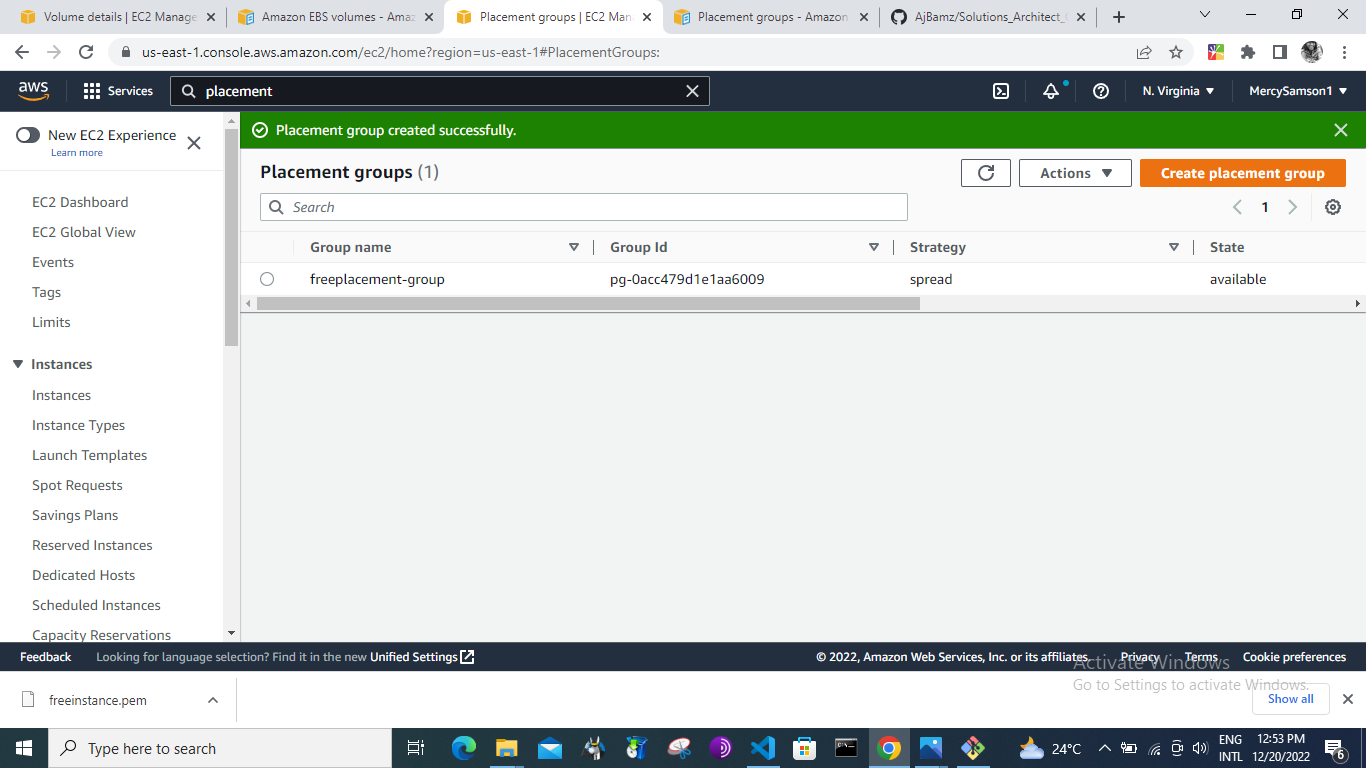 Volume details | EC2 Manage
Amazon EBS volumes - Amaz
Placement groups | EC2 Man
Placement groups - Amazon
AjBamz/Solutions_Architect_
us-east-1.console.aws.amazon.com/ec2/home?region=us-east-1#PlacementGroups:
aws
Services
placement
N. Virginia
MercySamson1
New EC2 Experience
Learn more
EC2 Dashboard
EC2 Global View
Events
Tags
Limits
Instances
Instances
Instance Types
Launch Templates
Spot Requests
Savings Plans
Reserved Instances
Dedicated Hosts
Scheduled Instances
Capacity Reservations
Placement group created successfully.
Placement groups (1)
Actions
Create placement group
Search
1
Group name
Group Id
Strategy
State
freeplacement-group
pg-0acc479d1e1aa6009
spread
available
Feedback
Looking for language selection? Find it in the new Unified Settings
© 2022, Amazon Web Services, Inc. or its affiliates.
Privacy
Terms
Cookie preferences
Activate Windows
Go to Settings to activate Windows.
freeinstance.pem
Show all
Type here to search
24°C
ENG
INTL
12:53 PM
12/20/2022
6